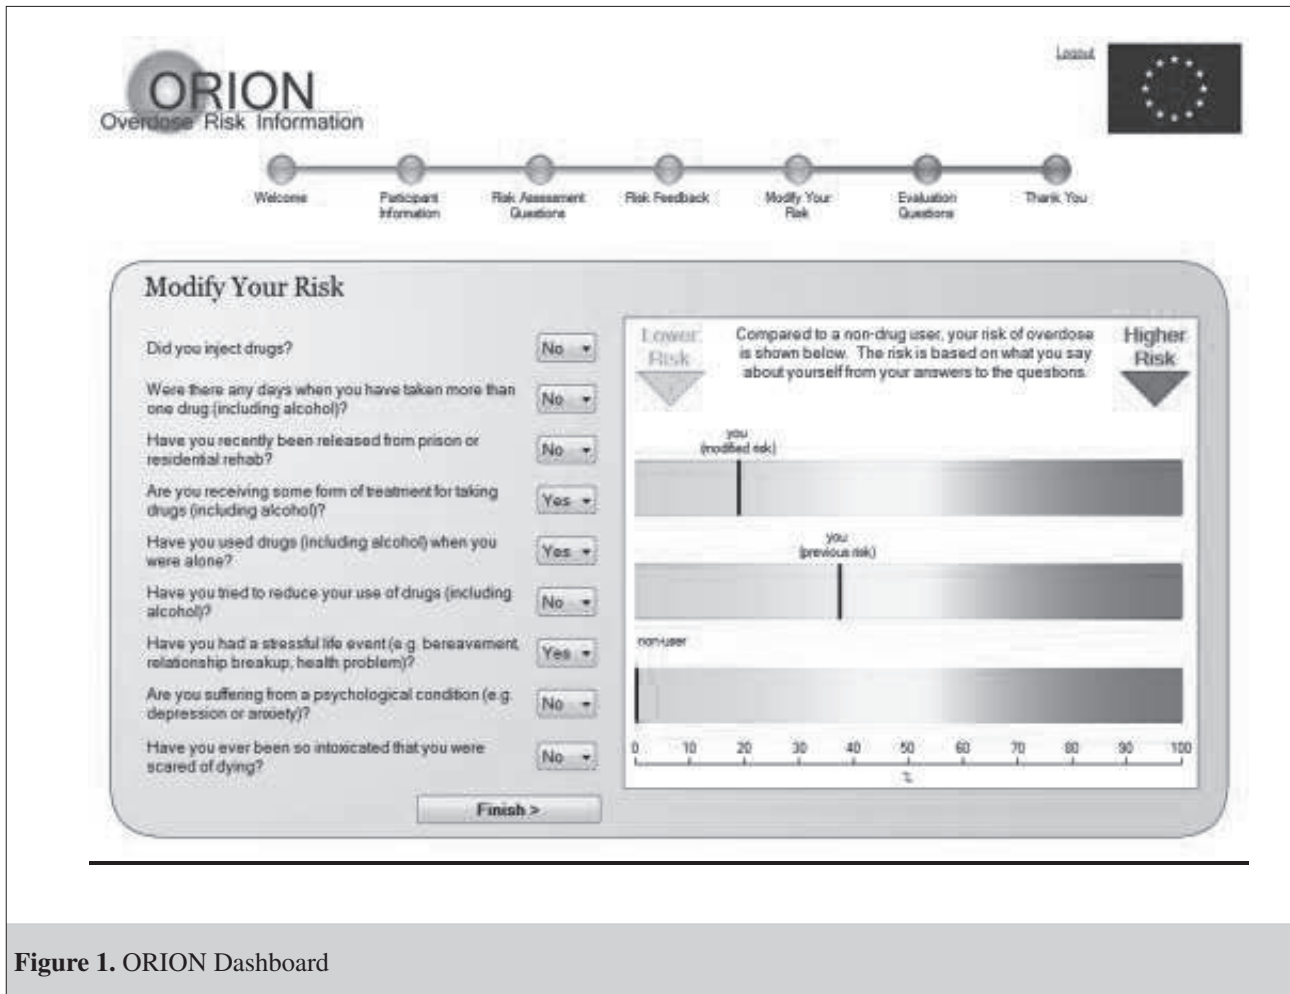 ORION
Overdose Risk Information
Logout
Welcome
Participant
Information
Risk Assessment
Questions
Risk Feedback
Modify Your
Risk
Evaluation
Questions
Thank You
Modify Your Risk
Did you inject drugs?
No
Were there any days when you have taken more than
one drug (including alcohol)?
No
Have you recently been released from prison or
residential rehab?
No
Are you receiving some form of treatment for taking
drugs (including alcohol)?
Yes
Have you used drugs (including alcohol) when you
were alone?
Yes
Have you tried to reduce your use of drugs (including
alcohol)?
No
Have you had a stressful life event (e.g. bereavement,
relationship breakup, health problem)?
Yes
Are you suffering from a psychological condition (e.g.
depression or anxiety)?
No
Have you ever been so intoxicated that you were
scared of dying?
No
Finish >
Lower
Risk
Compared to a non-drug user, your risk of overdose
is shown below. The risk is based on what you say
about yourself from your answers to the questions.
Higher
Risk
you
(modified risk)
you
(previous risk)
non-user
0 10 20 30 40 50 60 70 80 90 100
%
Figure 1. ORION Dashboard